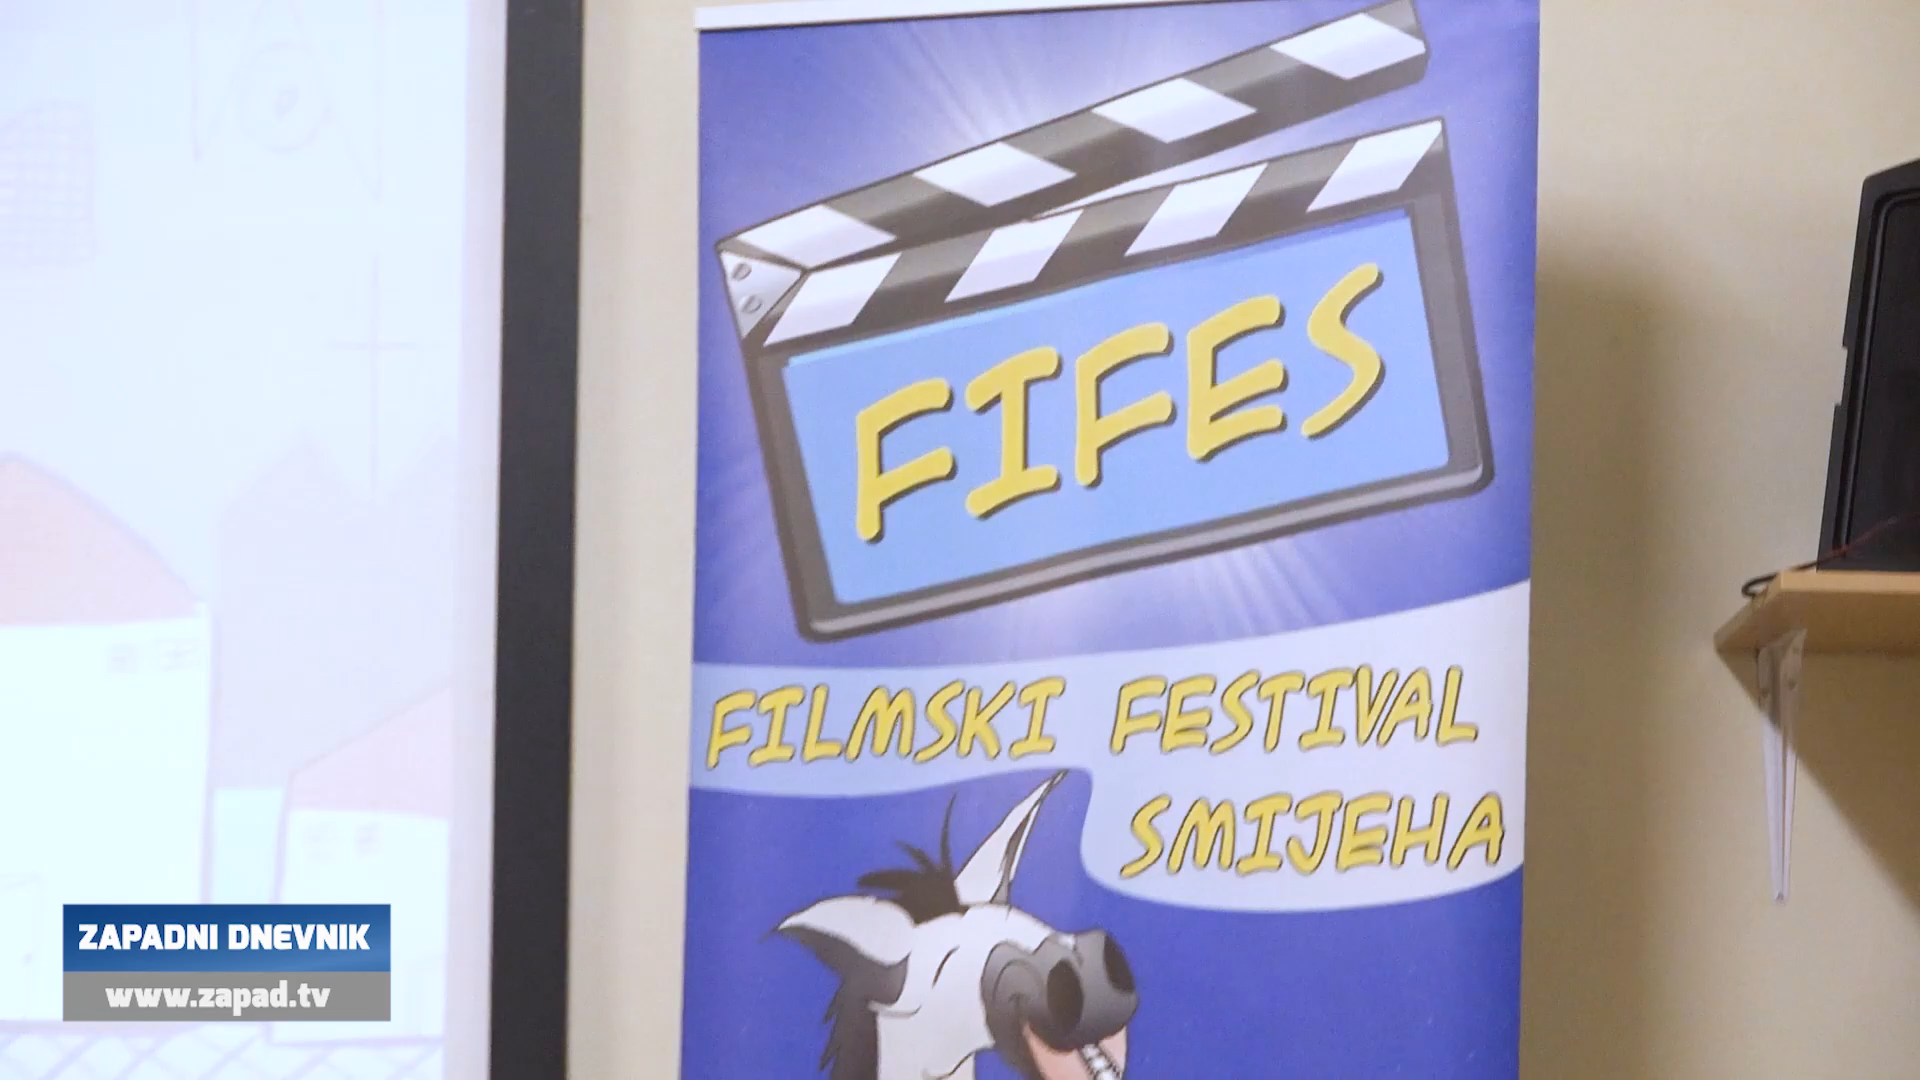 FIFES
FILMSKI FESTIVAL
SMIJEHA
ZAPADNI DNEVNIK
www.zapad.tv